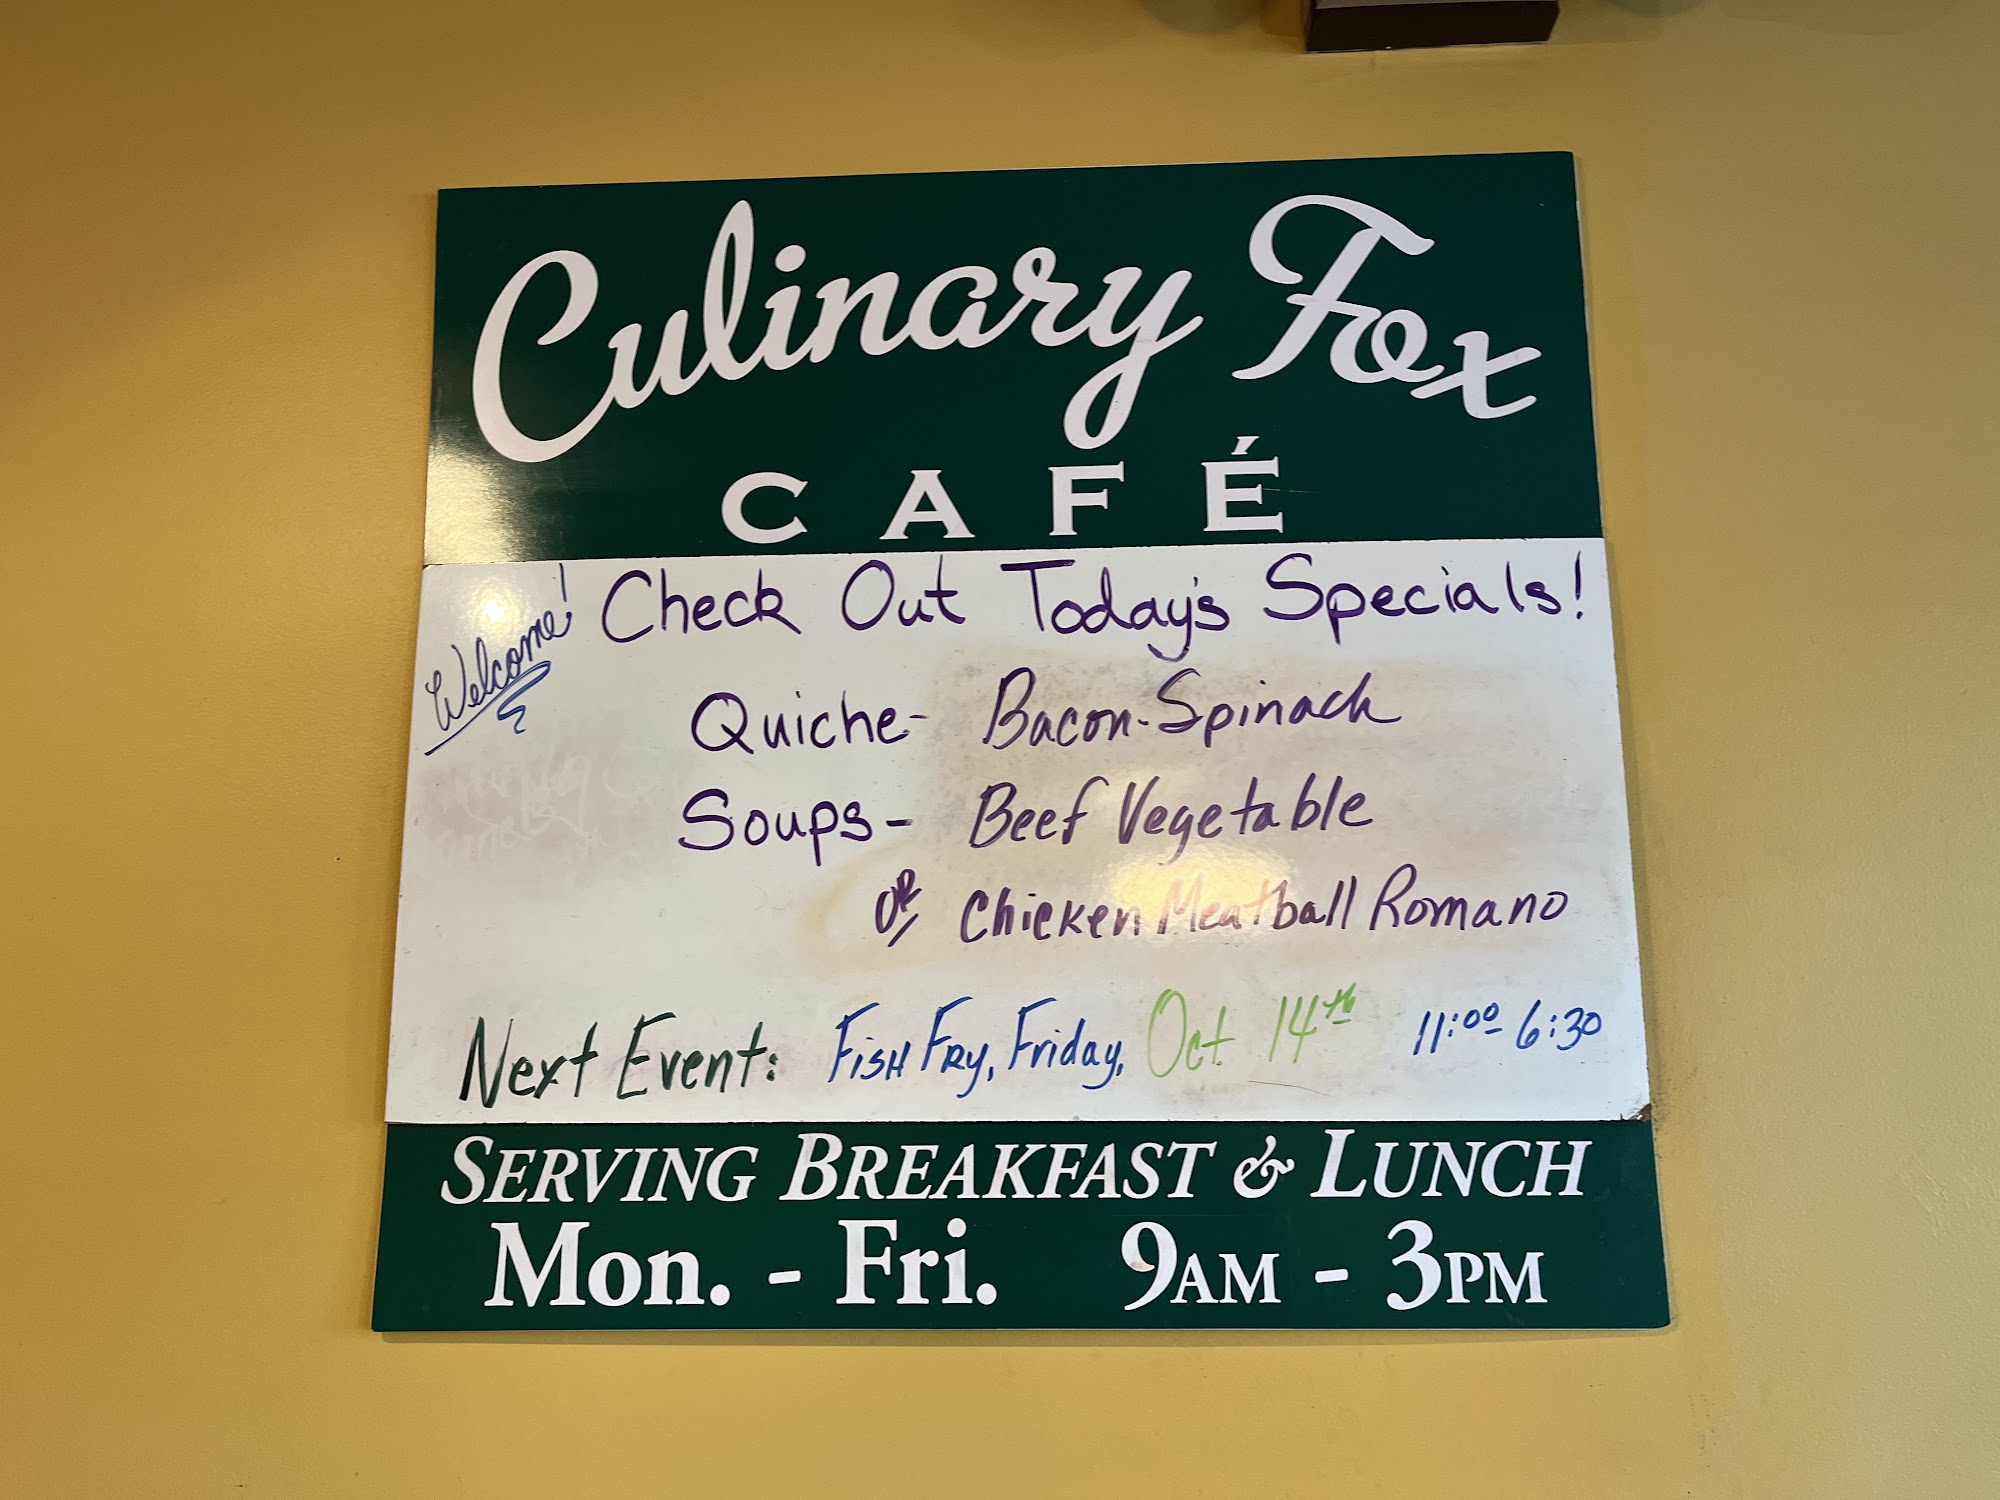 Culinary Fox
CAFÉ
Welcome!
Check Out Today's Specials!
Quiche- Bacon-Spinach
Soups- Beef Vegetable
or Chicken Meatball Romano
Next Event: Fish Fry, Friday, Oct. 14th 11:00 6:30
SERVING BREAKFAST & LUNCH
Mon. - Fri. 9AM - 3PM